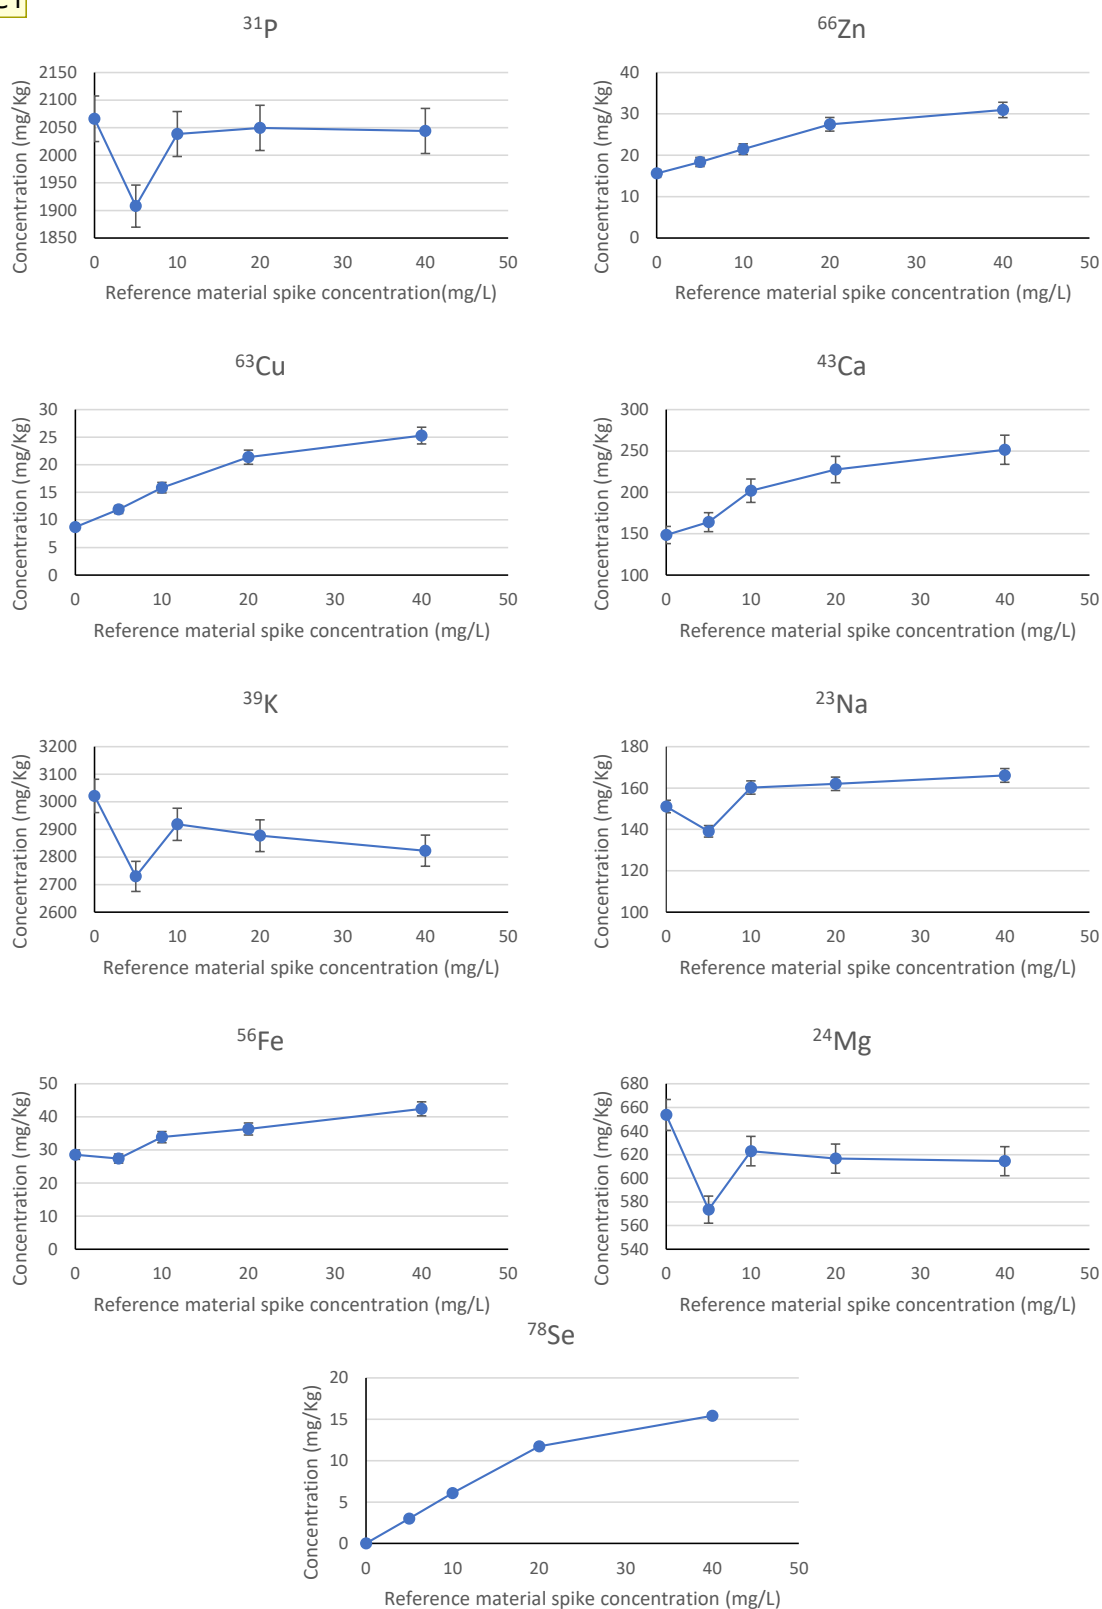 C1
³¹P
⁶⁶Zn
Concentration (mg/Kg)
2150
2100
2050
2000
1950
1900
1850
0 10 20 30 40 50
Reference material spike concentration(mg/L)
Concentration (mg/Kg)
40
30
20
10
0
0 10 20 30 40 50
Reference material spike concentration (mg/L)
⁶³Cu
⁴³Ca
Concentration (mg/Kg)
30
25
20
15
10
5
0
0 10 20 30 40 50
Reference material spike concentration (mg/L)
Concentration (mg/Kg)
300
250
200
150
100
0 10 20 30 40 50
Reference material spike concentration (mg/L)
³⁹K
²³Na
Concentration (mg/Kg)
3200
3100
3000
2900
2800
2700
2600
0 10 20 30 40 50
Reference material spike concentration (mg/L)
Concentration (mg/Kg)
180
160
140
120
100
0 10 20 30 40 50
Reference material spike concentration (mg/L)
⁵⁶Fe
²⁴Mg
Concentration (mg/Kg)
50
40
30
20
10
0
0 10 20 30 40 50
Reference material spike concentration (mg/L)
Concentration (mg/Kg)
680
660
640
620
600
580
560
540
0 10 20 30 40 50
Reference material spike concentration (mg/L)
⁷⁸Se
Concentration (mg/Kg)
20
15
10
5
0
0 10 20 30 40 50
Reference material spike concentration (mg/L)